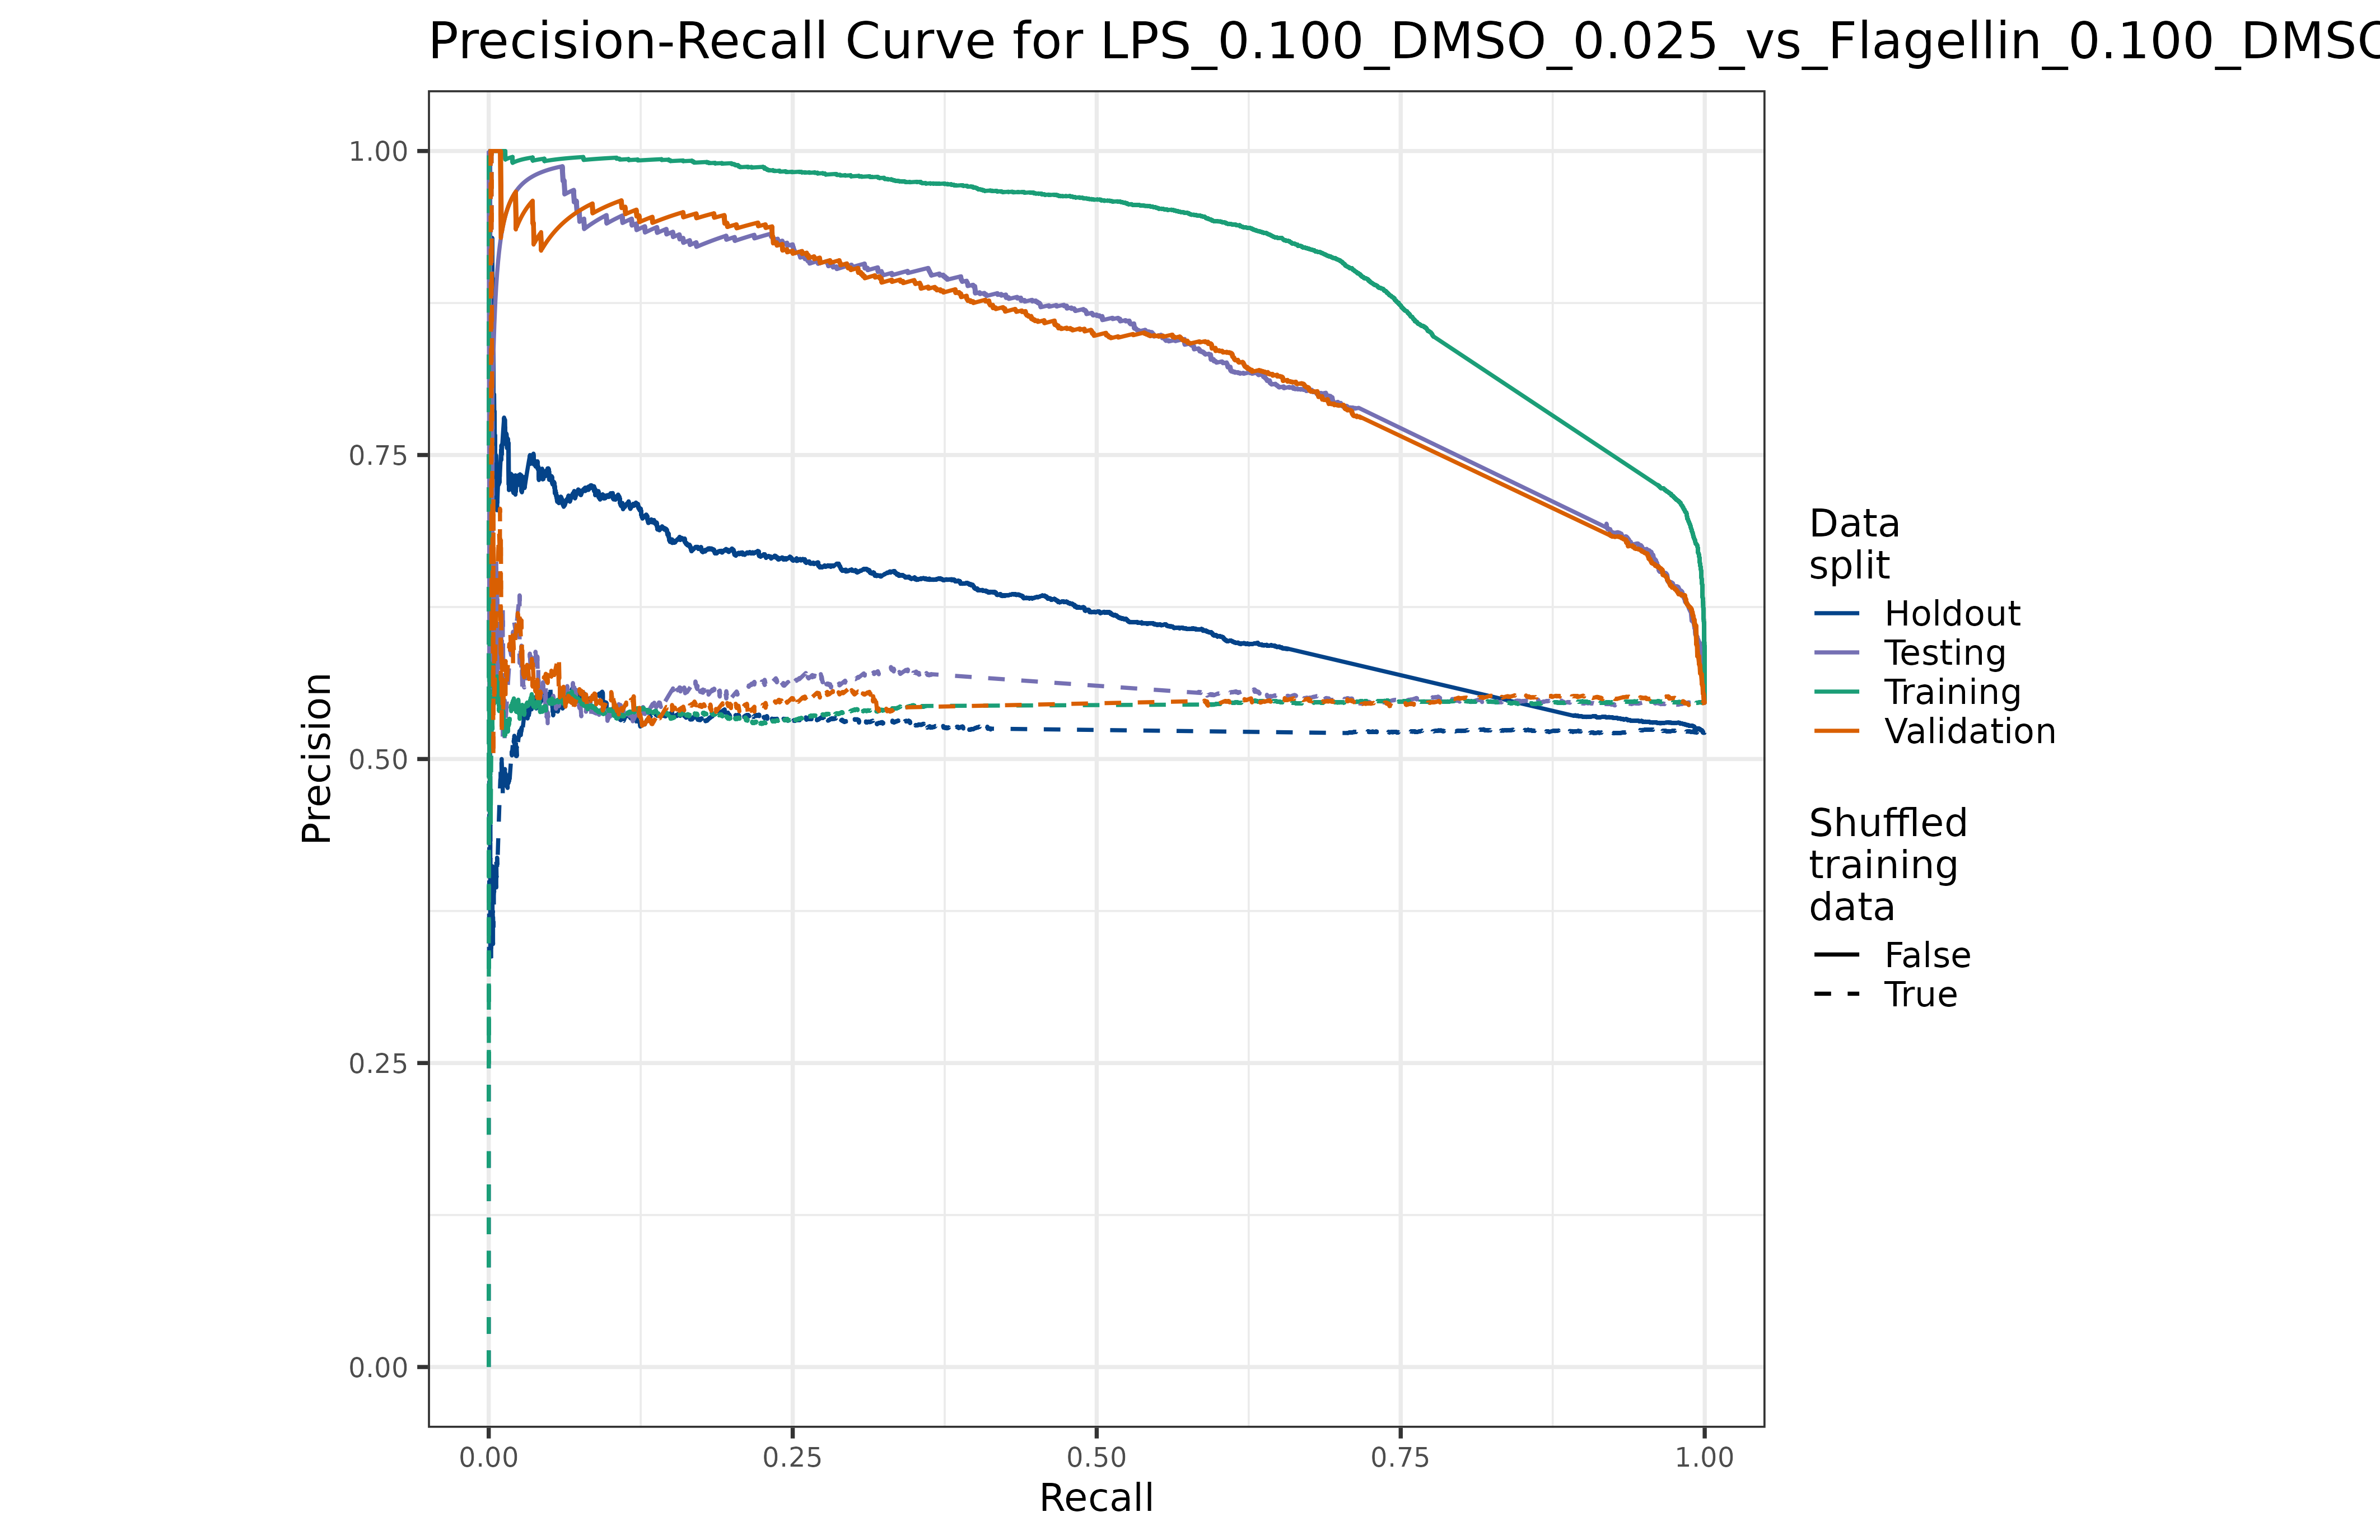 Precision-Recall Curve for LPS_0.100_DMSO_0.025_vs_Flagellin_0.100_DMSO
1.00
0.75
0.50
0.25
0.00
Precision
0.00
0.25
0.50
0.75
1.00
Recall
Data
split
Holdout
Testing
Training
Validation
Shuffled
training
data
False
True